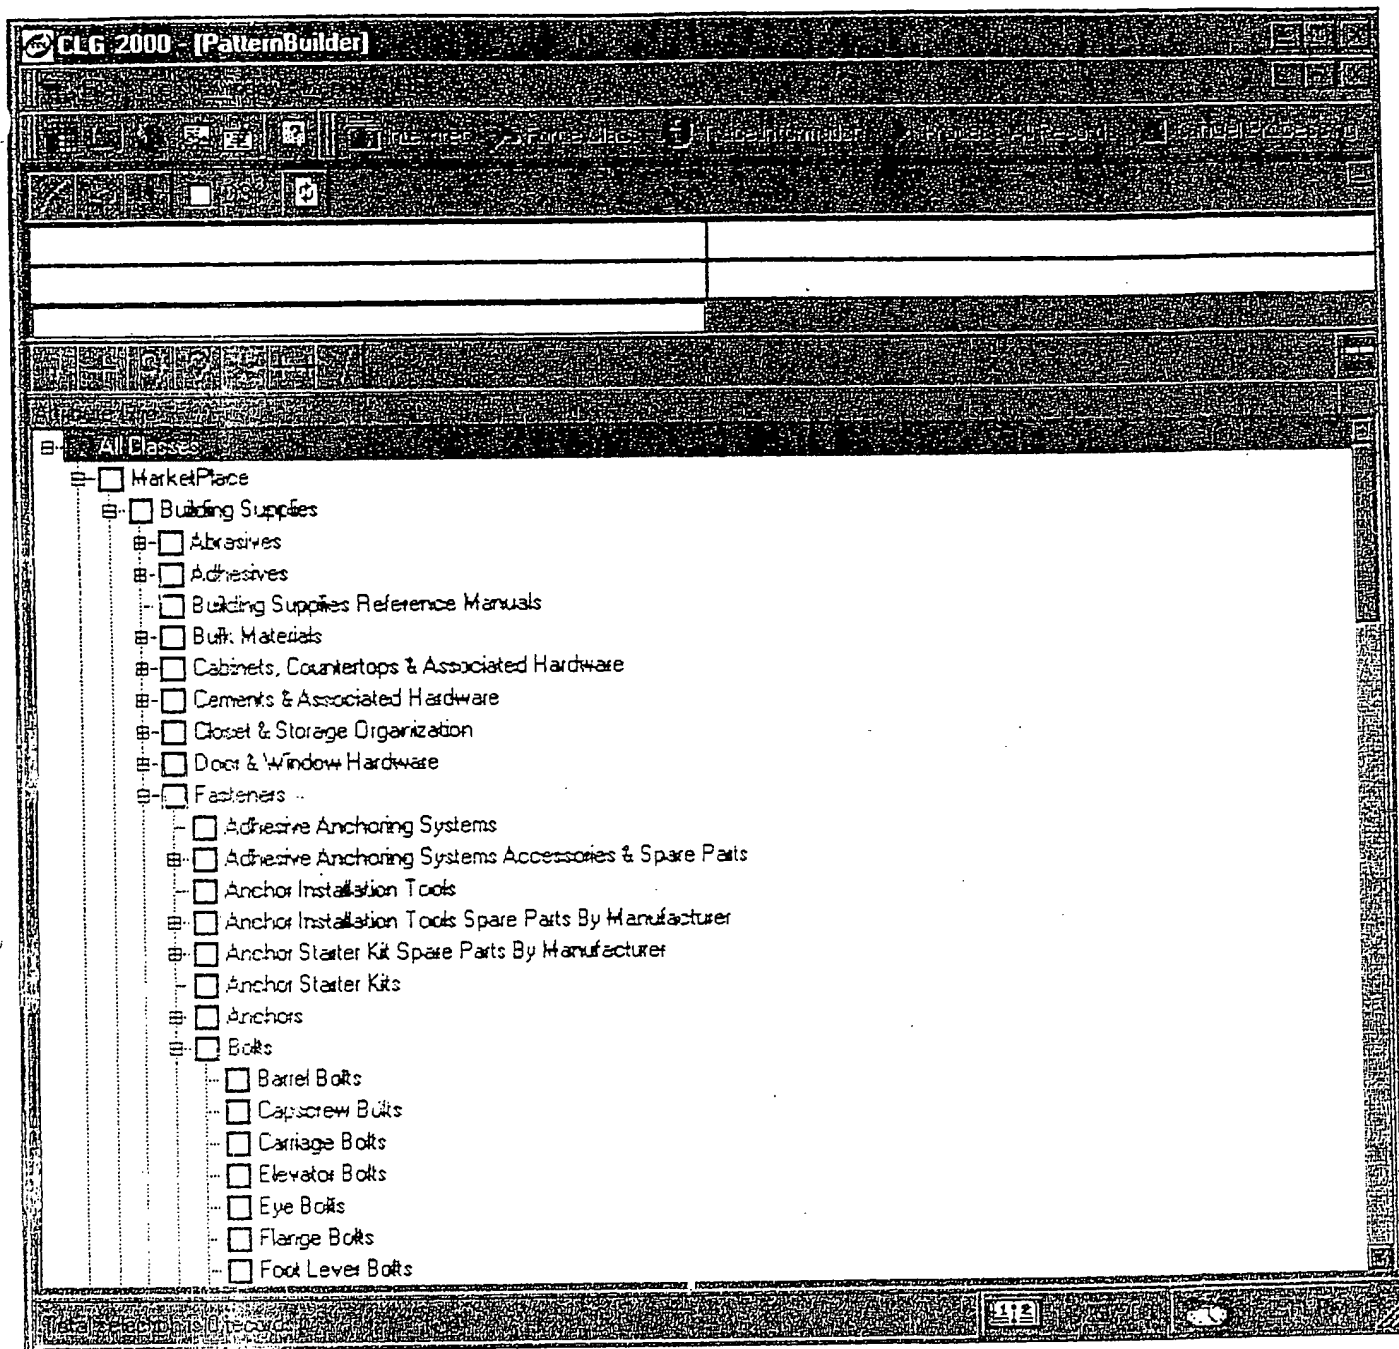 CLG 2000 - [PatternBuilder]
All Classes
MarketPlace
Building Supplies
Abrasives
Adhesives
Building Supplies Reference Manuals
Bulk Materials
Cabinets, Countertops & Associated Hardware
Cements & Associated Hardware
Closet & Storage Organization
Door & Window Hardware
Fasteners
Adhesive Anchoring Systems
Adhesive Anchoring Systems Accessories & Spare Parts
Anchor Installation Tools
Anchor Installation Tools Spare Parts By Manufacturer
Anchor Starter Kit Spare Parts By Manufacturer
Anchor Starter Kits
Anchors
Bolts
Barrel Bolts
Capscrew Bolts
Carriage Bolts
Elevator Bolts
Eye Bolts
Flange Bolts
Foot Lever Bolts